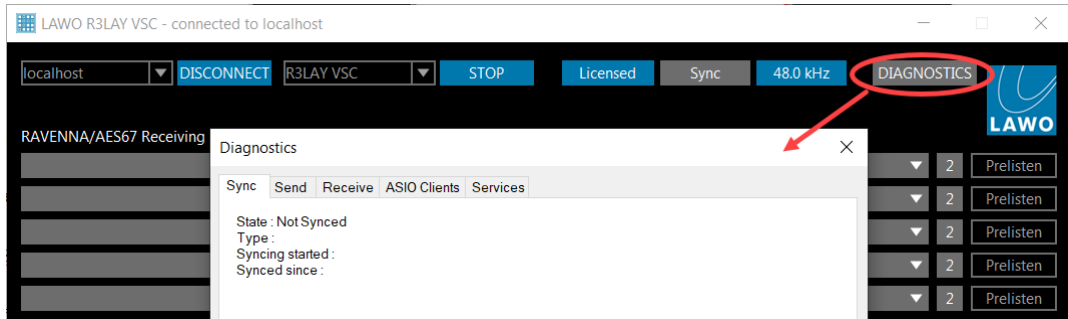 LAWO R3LAY VSC - connected to localhost
localhost DISCONNECT R3LAY VSC STOP Licensed Sync 48.0 kHz DIAGNOSTICS
LAWO
RAVENNA/AES67 Receiving
Diagnostics
2 Prelisten
Sync Send Receive ASIO Clients Services
2 Prelisten
State : Not Synced
Type :
2 Prelisten
Syncing started :
Synced since :
2 Prelisten
2 Prelisten